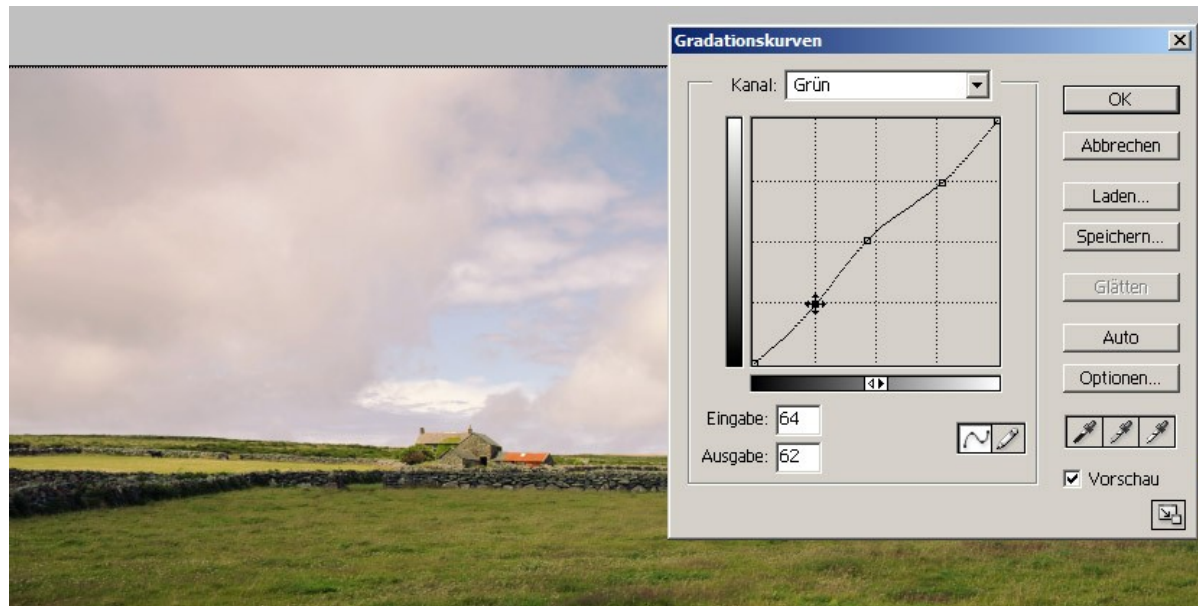 Gradationskurven
Kanal: Grün
OK
Abbrechen
Laden...
Speichern...
Glätten
Auto
Optionen...
Eingabe: 64
Ausgabe: 62
Vorschau